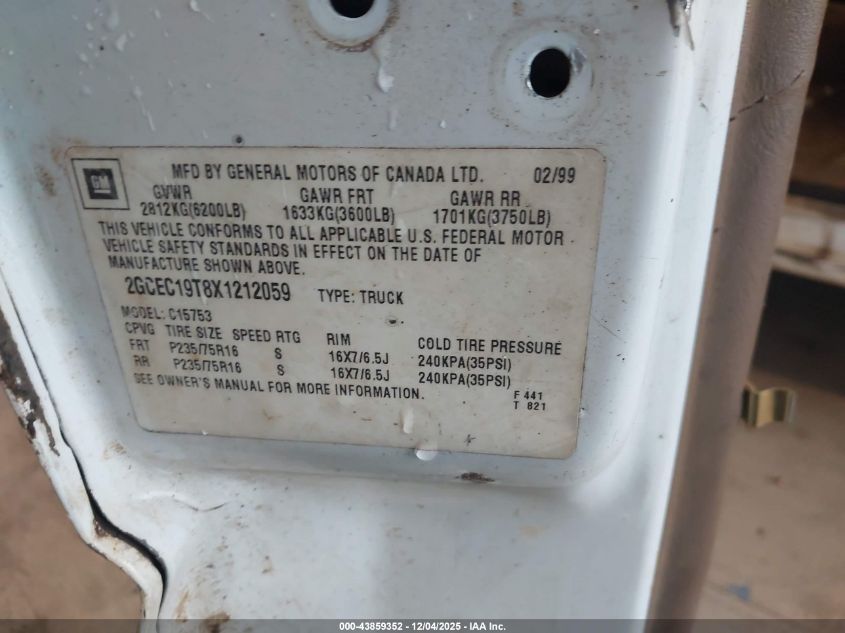 GM
MFD BY GENERAL MOTORS OF CANADA LTD. 02/99
GVWR GAWR FRT GAWR RR
2812KG(6200LB) 1633KG(3600LB) 1701KG(3750LB)
THIS VEHICLE CONFORMS TO ALL APPLICABLE U.S. FEDERAL MOTOR
VEHICLE SAFETY STANDARDS IN EFFECT ON THE DATE OF
MANUFACTURE SHOWN ABOVE.
2GCEC19T8X1212059 TYPE: TRUCK
MODEL: C15753
CPVG TIRE SIZE SPEED RTG RIM COLD TIRE PRESSURE
FRT P235/75R16 S 16X7/6.5J 240KPA(35PSI)
RR P235/75R16 S 16X7/6.5J 240KPA(35PSI)
SEE OWNER'S MANUAL FOR MORE INFORMATION.
F 441
T 821
000-43859352 | 12/04/2025 - IAA Inc.